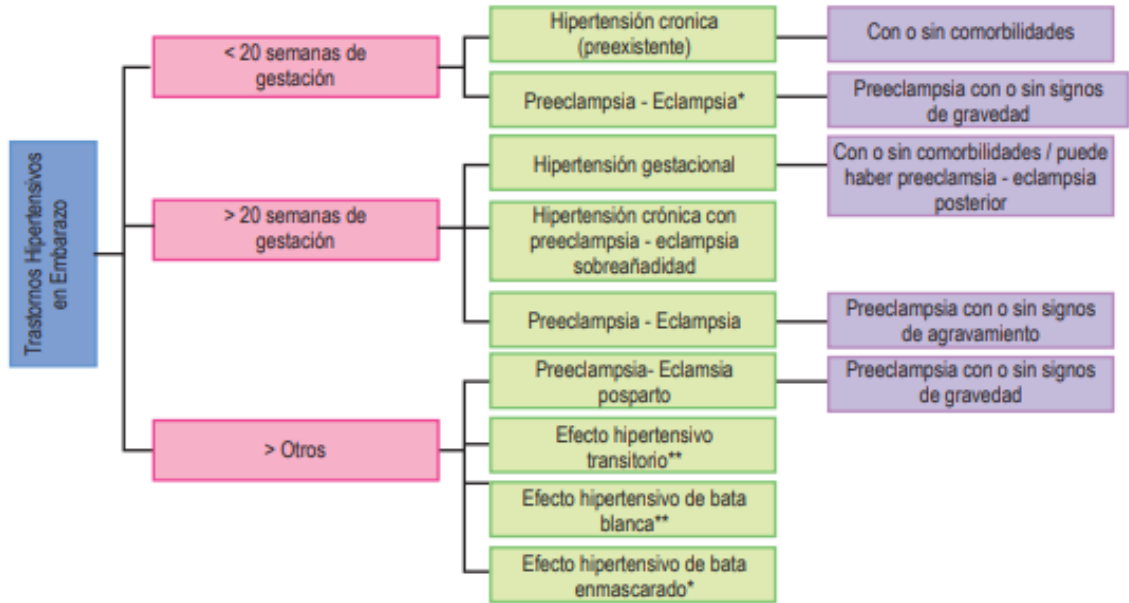 Trastornos Hipertensivos
en Embarazo
< 20 semanas de
gestación
Hipertensión cronica
(preexistente)
Con o sin comorbilidades
Preeclampsia - Eclampsia*
Preeclampsia con o sin signos
de gravedad
> 20 semanas de
gestación
Hipertensión gestacional
Con o sin comorbilidades / puede
haber preeclamsia - eclampsia
posterior
Hipertensión crónica con
preeclampsia - eclampsia
sobreañadidad
Preeclampsia - Eclampsia
Preeclampsia con o sin signos
de agravamiento
> Otros
Preeclampsia- Eclamsia
posparto
Preeclampsia con o sin signos
de gravedad
Efecto hipertensivo
transitorio**
Efecto hipertensivo de bata
blanca**
Efecto hipertensivo de bata
enmascarado*